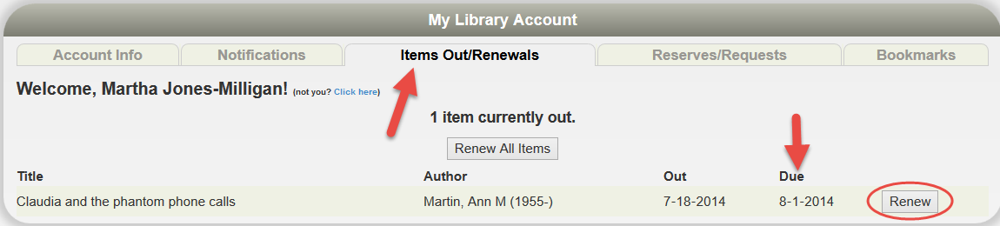 My Library Account
Account Info Notifications Items Out/Renewals Reserves/Requests Bookmarks
Welcome, Martha Jones-Milligan! (not you? Click here)
1 item currently out.
Renew All Items
Title Author Out Due
Claudia and the phantom phone calls Martin, Ann M (1955-) 7-18-2014 8-1-2014 Renew